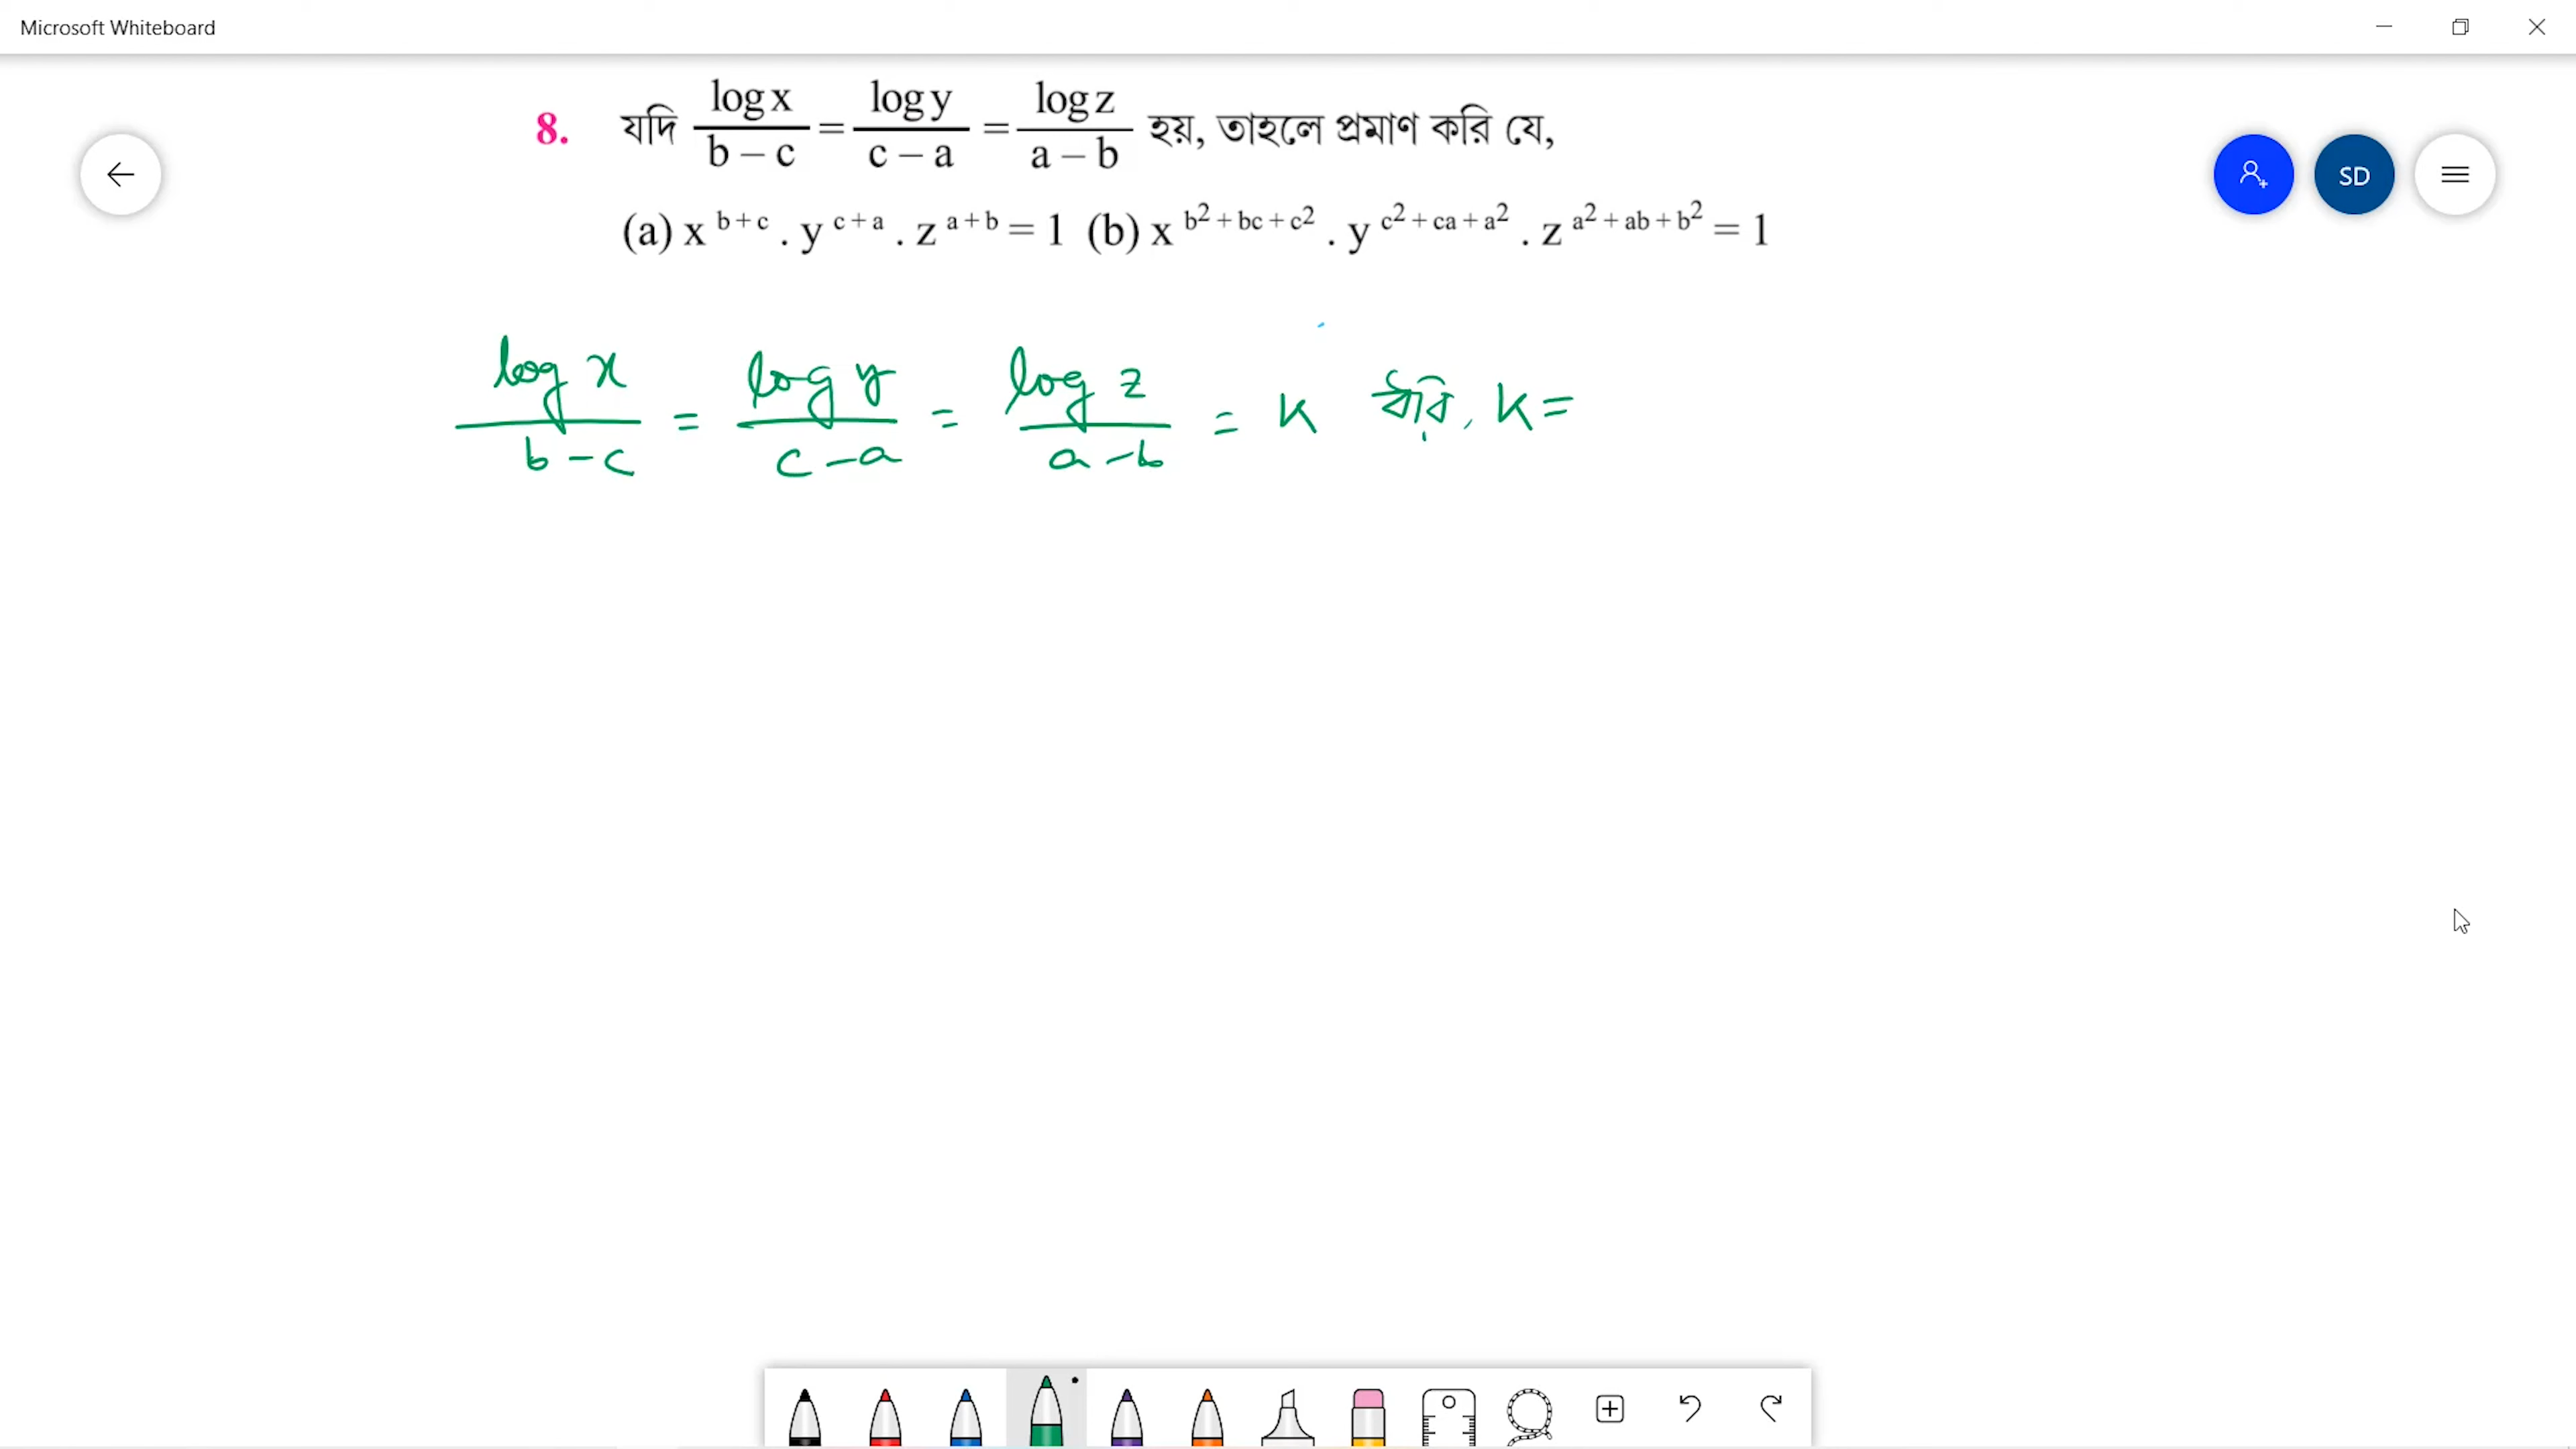 Microsoft Whiteboard
8. যদি log x / b – c = log y / c – a = log z / a – b হয়, তাহলে প্রমাণ করি যে,
SD
(a) x^(b + c) . y^(c + a) . z^(a + b) = 1 (b) x^(b² + bc + c²) . y^(c² + ca + a²) . z^(a² + ab + b²) = 1
log x / b – c = log y / c – a = log z / a – b = K ধরি, K =